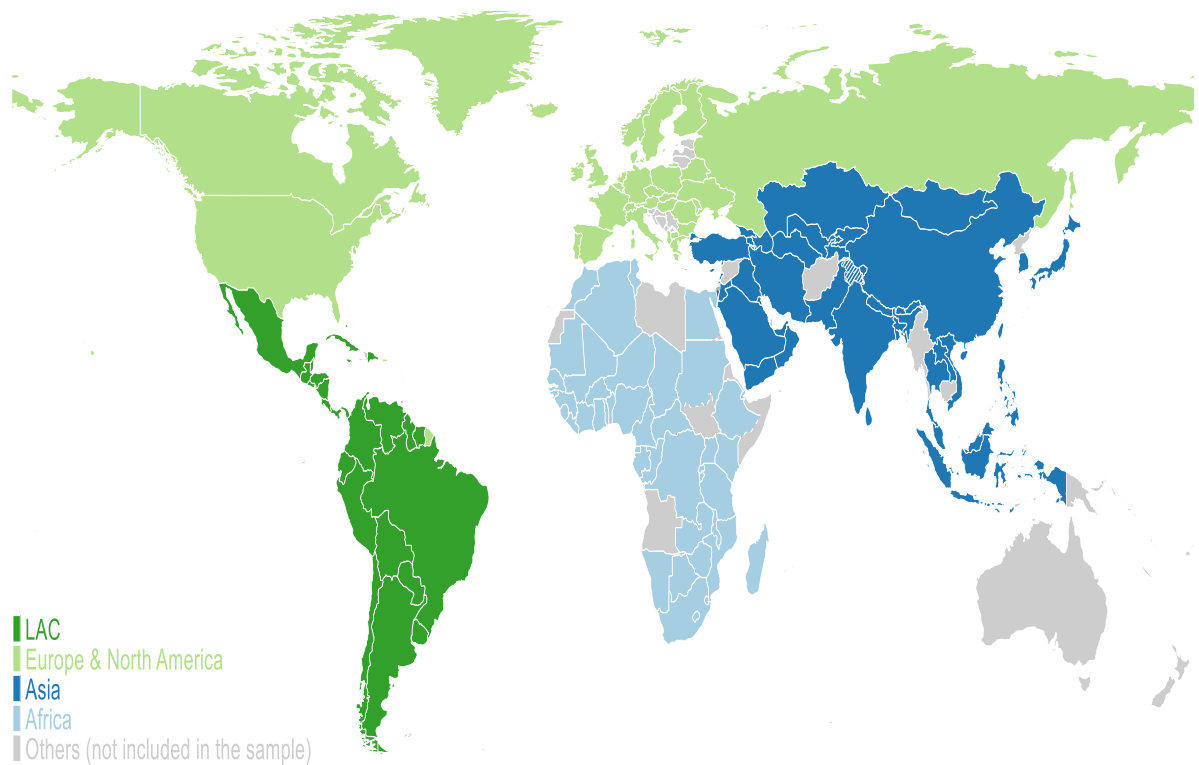 LAC
Europe & North America
Asia
Africa
Others (not included in the sample)